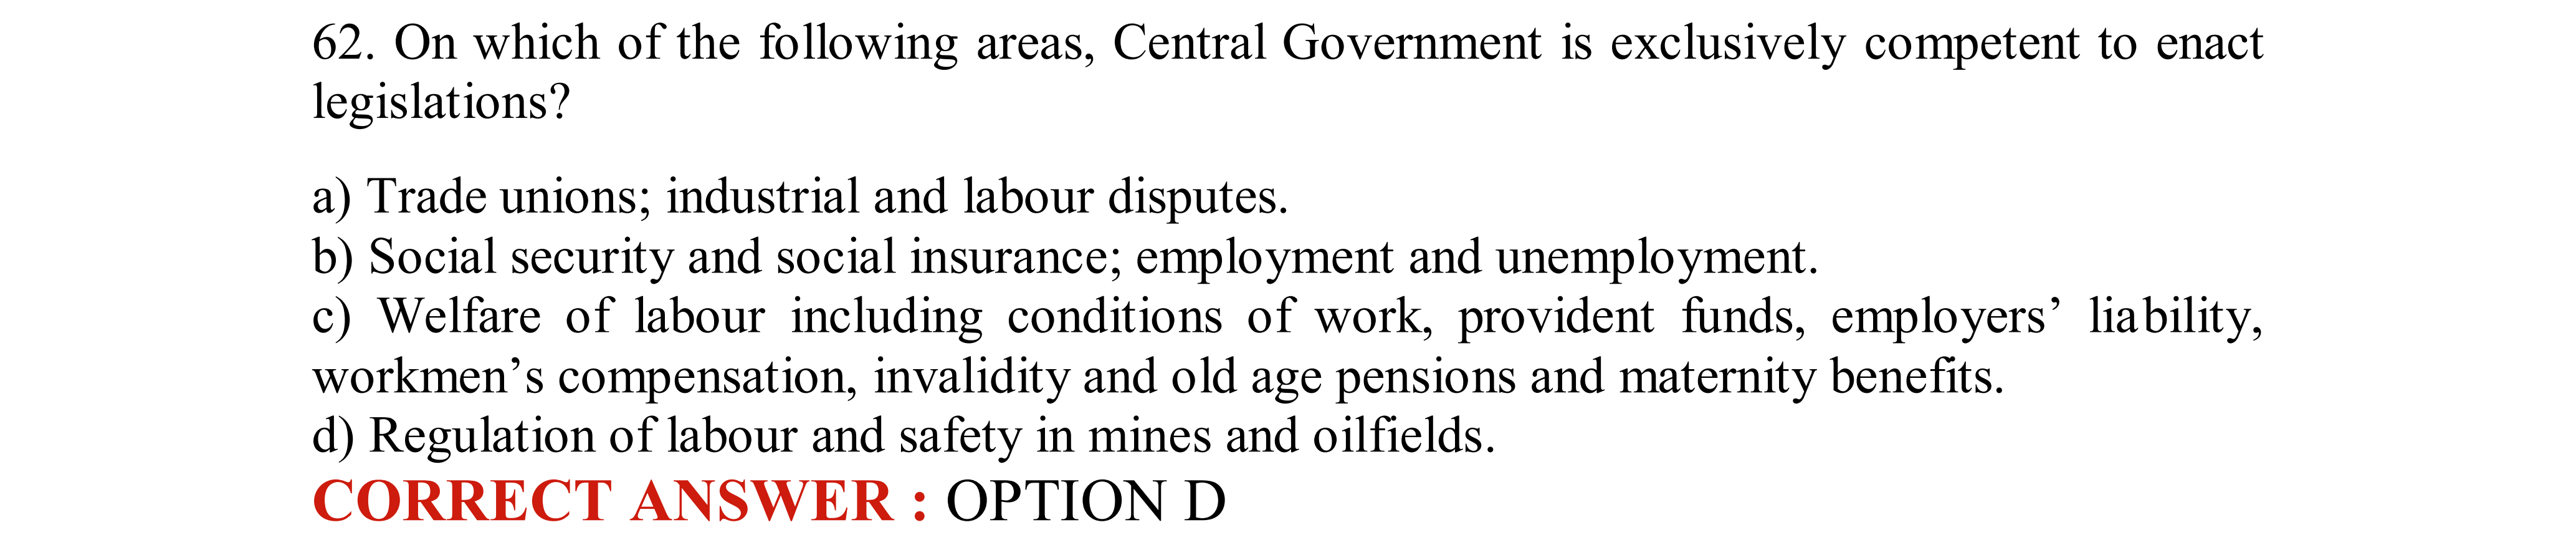 62. On which of the following areas, Central Government is exclusively competent to enact
legislations?
a) Trade unions; industrial and labour disputes.
b) Social security and social insurance; employment and unemployment.
c) Welfare of labour including conditions of work, provident funds, employers’ liability,
workmen’s compensation, invalidity and old age pensions and maternity benefits.
d) Regulation of labour and safety in mines and oilfields.
CORRECT ANSWER : OPTION D